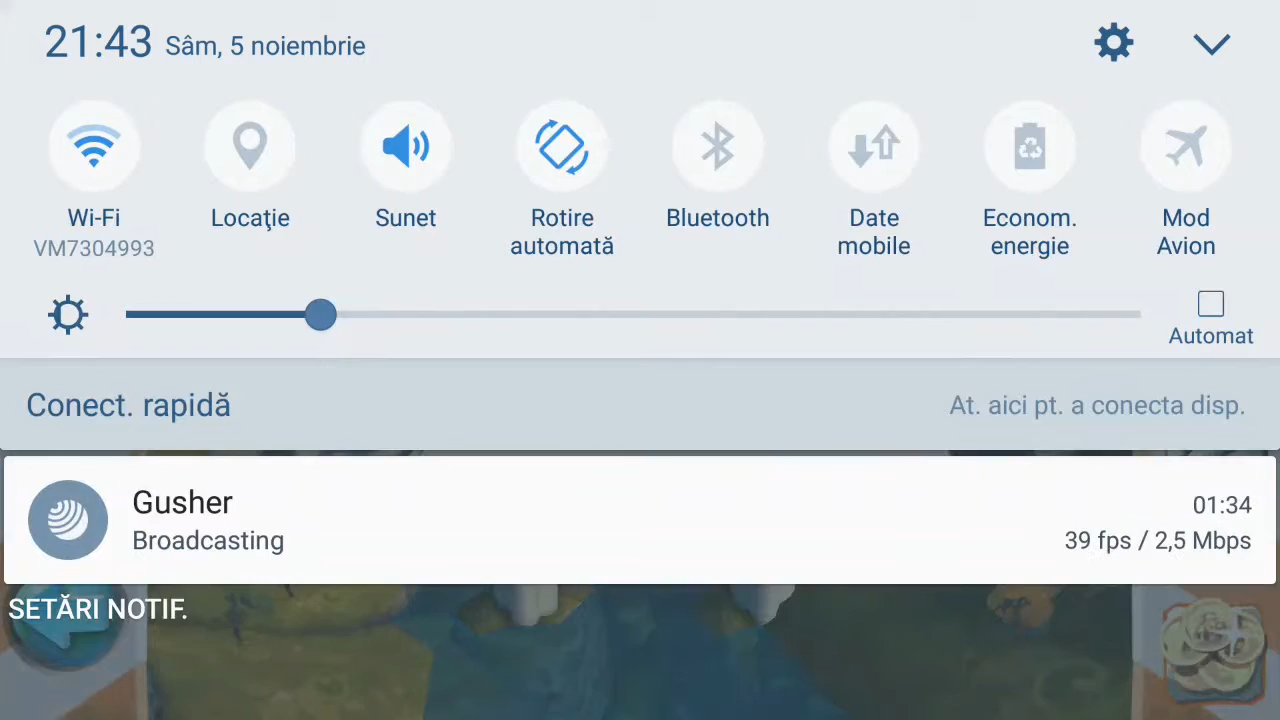 21:43 Sâm, 5 noiembrie
Wi-Fi
VM7304993
Locaţie
Sunet
Rotire
automată
Bluetooth
Date
mobile
Econom.
energie
Mod
Avion
Automat
Conect. rapidă
At. aici pt. a conecta disp.
Gusher
01:34
Broadcasting
39 fps / 2,5 Mbps
SETĂRI NOTIF.